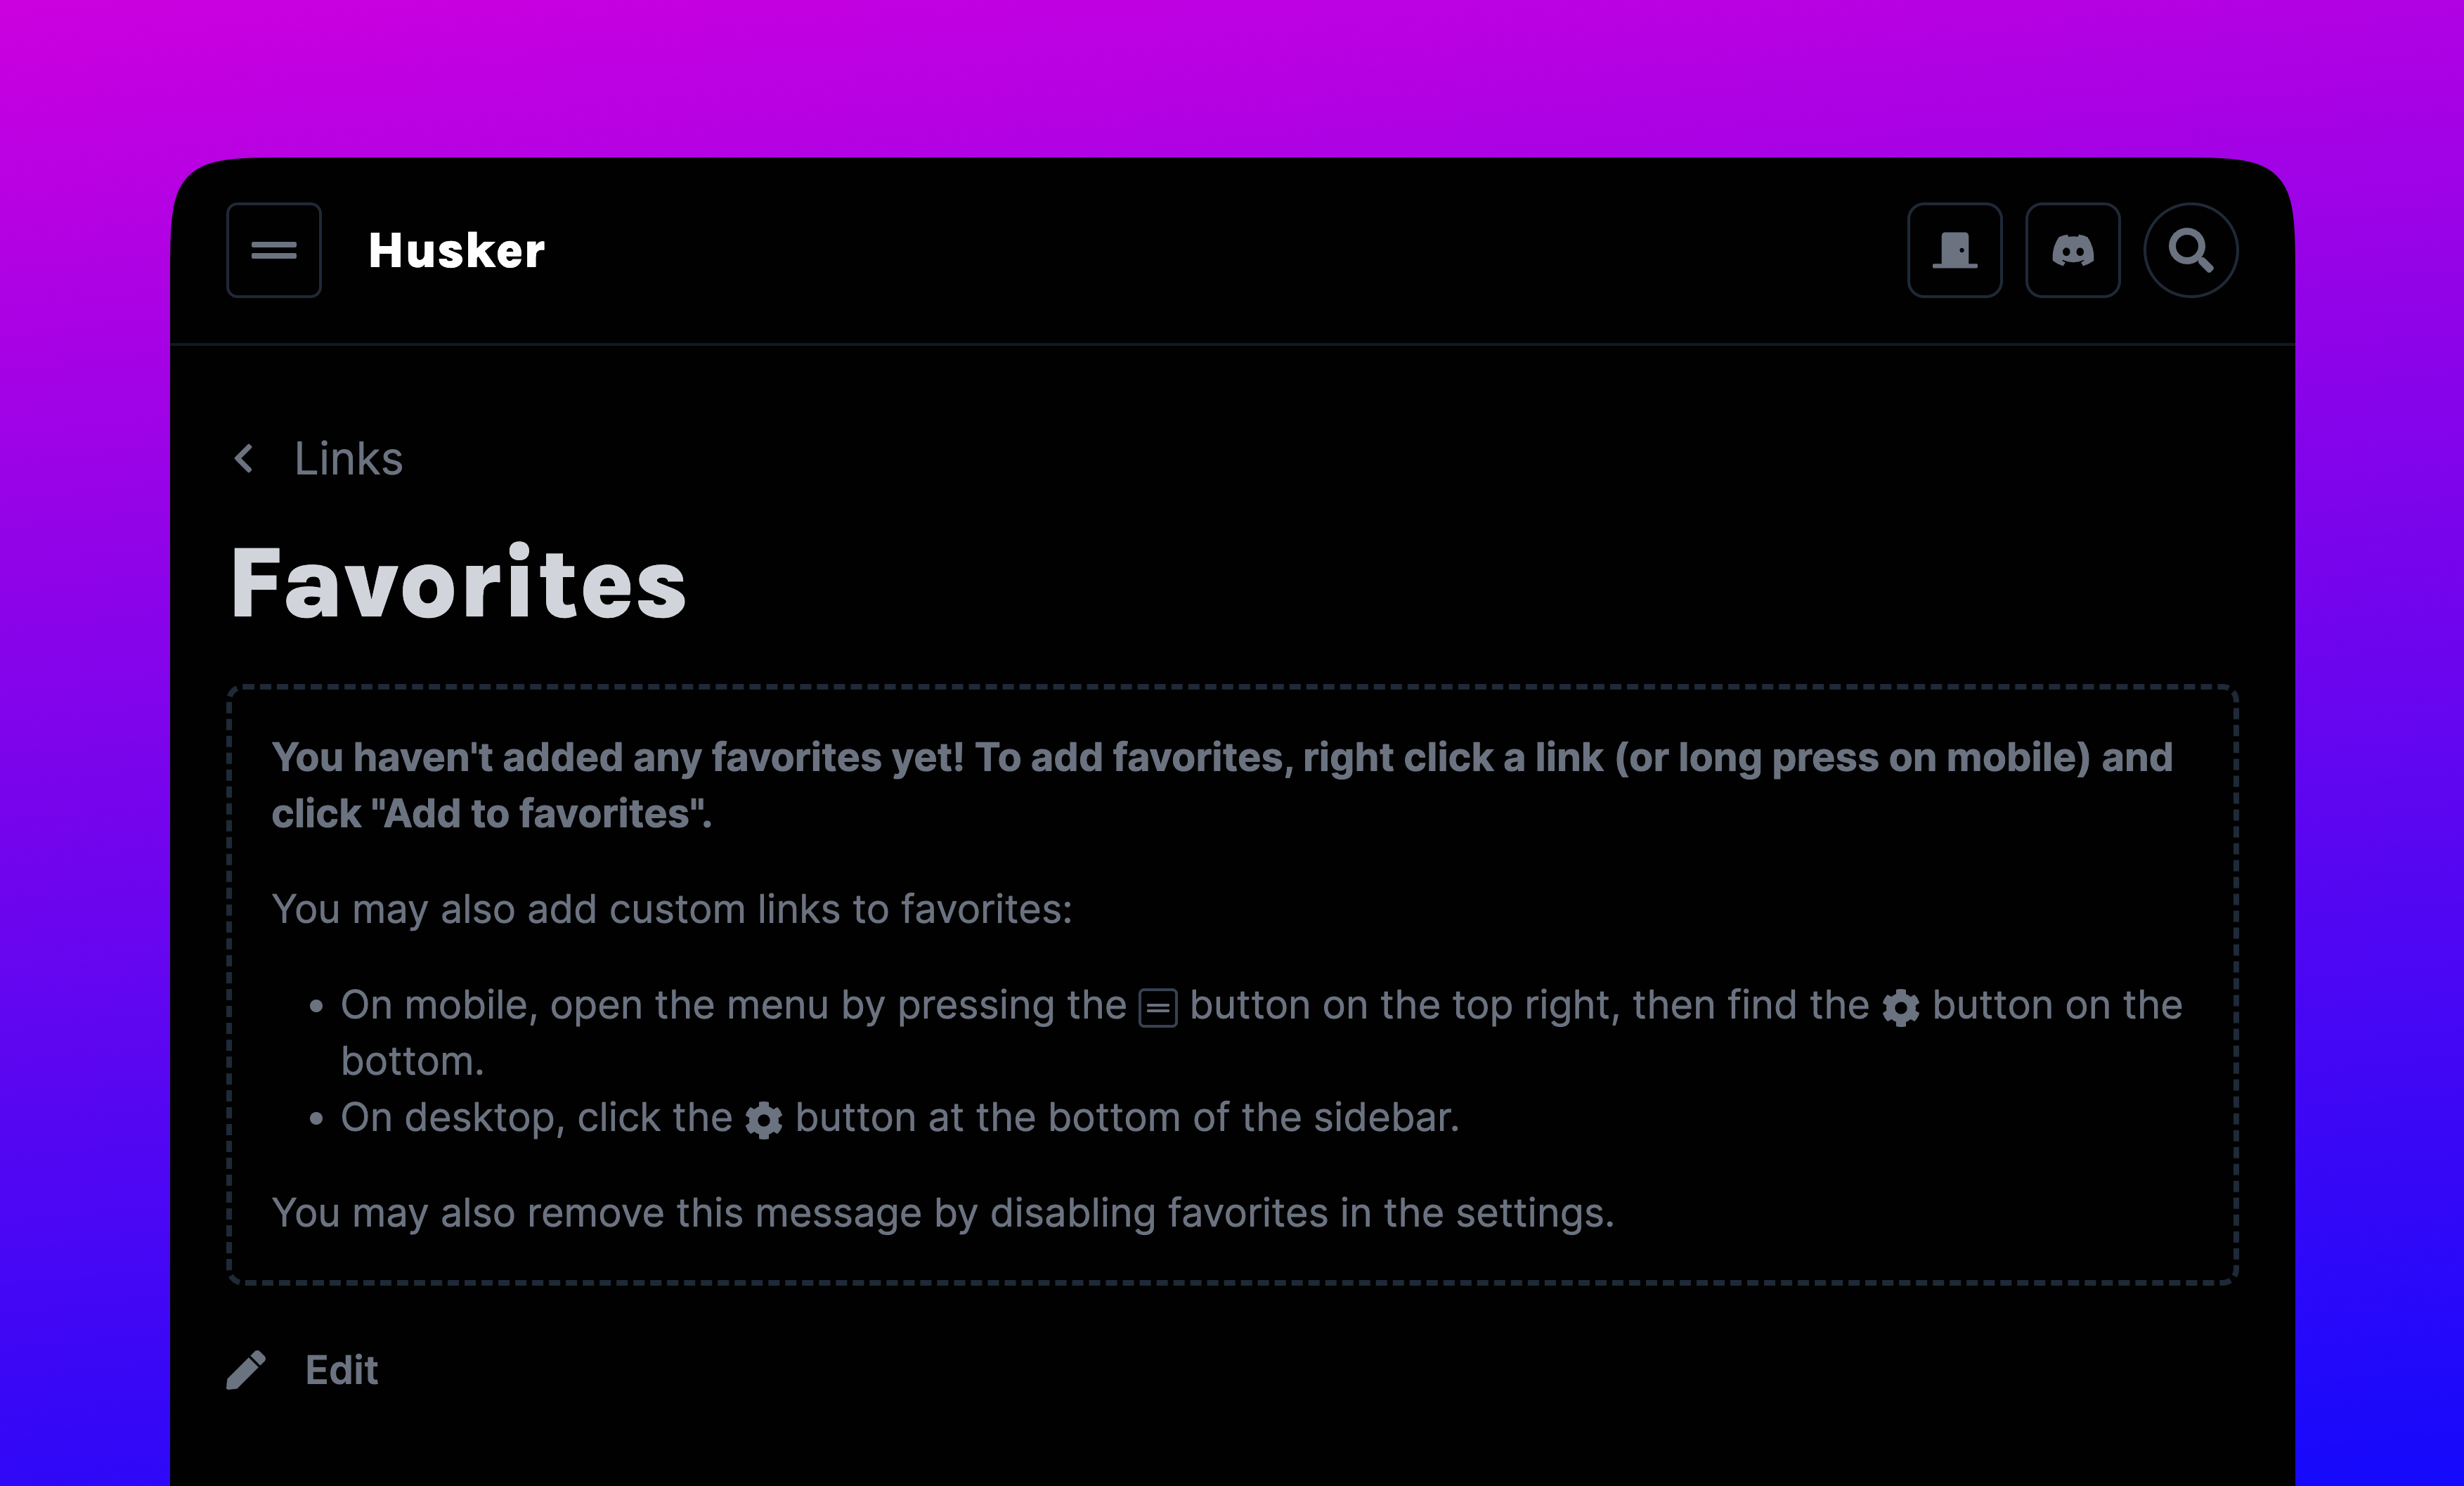 Husker
Links
Favorites
You haven't added any favorites yet! To add favorites, right click a link (or long press on mobile) and
click "Add to favorites".
You may also add custom links to favorites:
• On mobile, open the menu by pressing the button on the top right, then find the button on the
bottom.
• On desktop, click the button at the bottom of the sidebar.
You may also remove this message by disabling favorites in the settings.
Edit